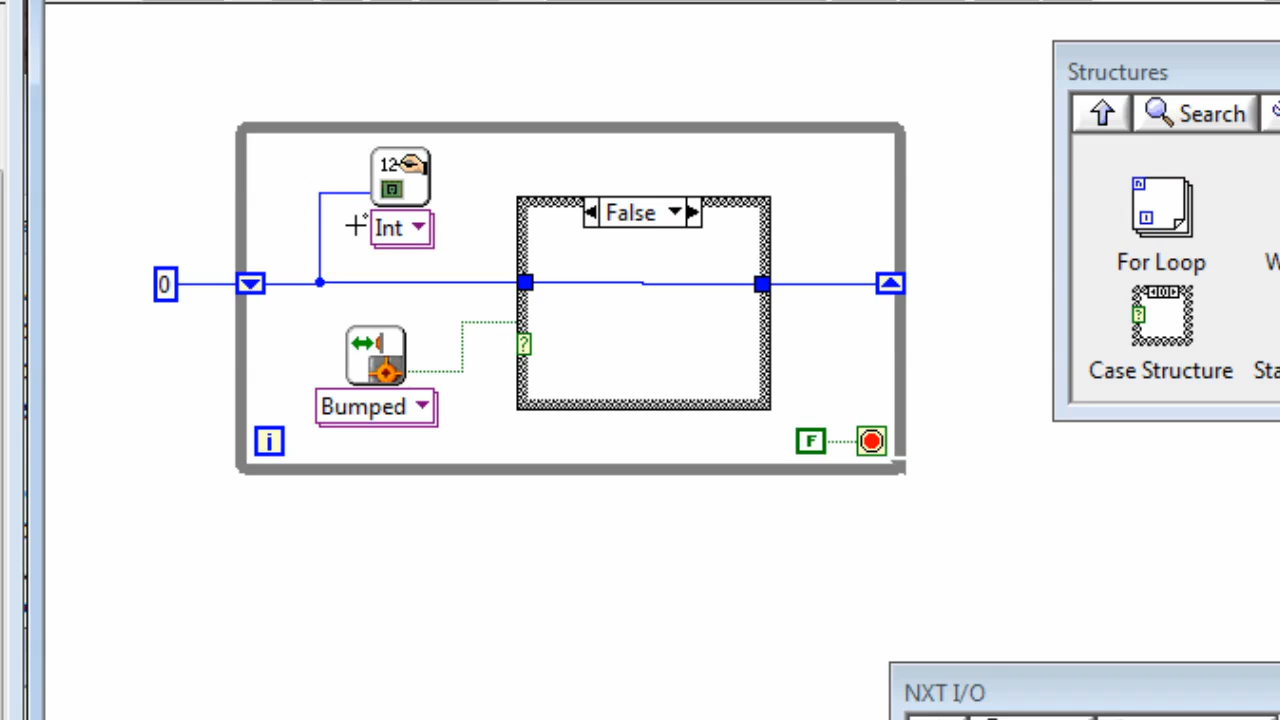 Structures
Search
12
Int
False
0
For Loop
?
Case Structure
Bumped
i
F
NXT I/O